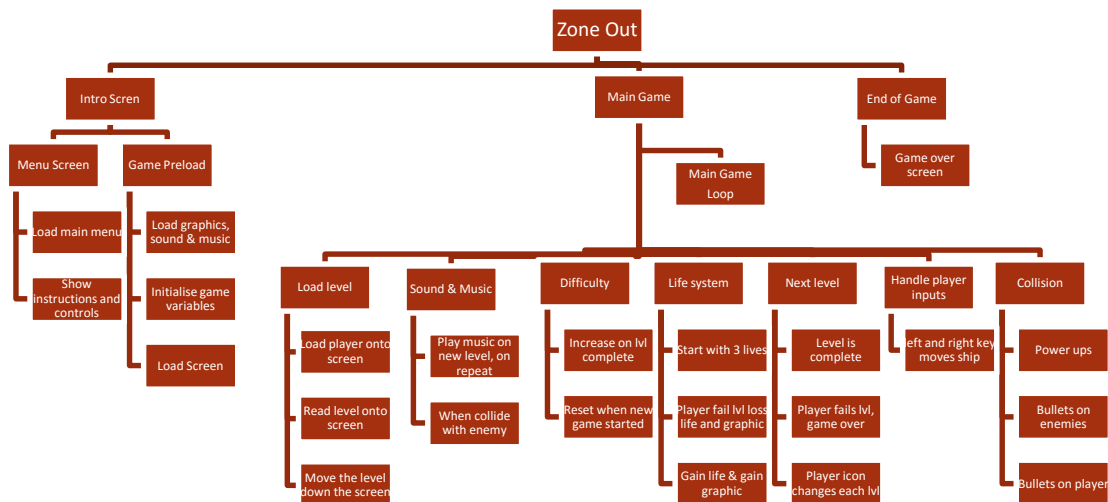 Zone Out
Intro Scren
Main Game
End of Game
Menu Screen
Game Preload
Game over
screen
Main Game
Loop
Load main menu
Load graphics,
sound & music
Show
instructions and
controls
Initialise game
variables
Load Screen
Load level
Sound & Music
Difficulty
Life system
Next level
Handle player
inputs
Collision
Load player onto
screen
Play music on
new level, on
repeat
Increase on lvl
complete
Start with 3 lives
Level is
complete
left and right key
moves ship
Power ups
Read level onto
screen
When collide
with enemy
Reset when new
game started
Player fail lvl loss
life and graphic
Player fails lvl,
game over
Bullets on
enemies
Move the level
down the screen
Gain life & gain
graphic
Player icon
changes each lvl
Bullets on player